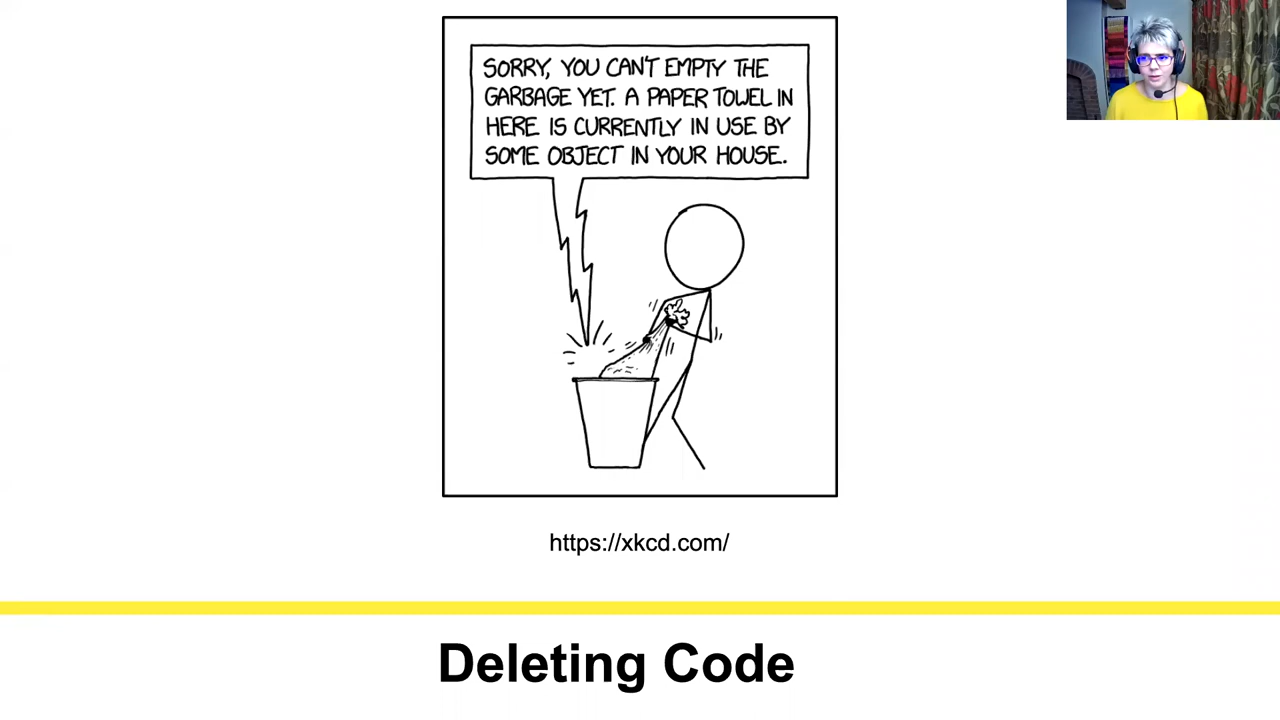 SORRY, YOU CAN'T EMPTY THE
GARBAGE YET. A PAPER TOWEL IN
HERE IS CURRENTLY IN USE BY
SOME OBJECT IN YOUR HOUSE.
https://xkcd.com/
Deleting Code